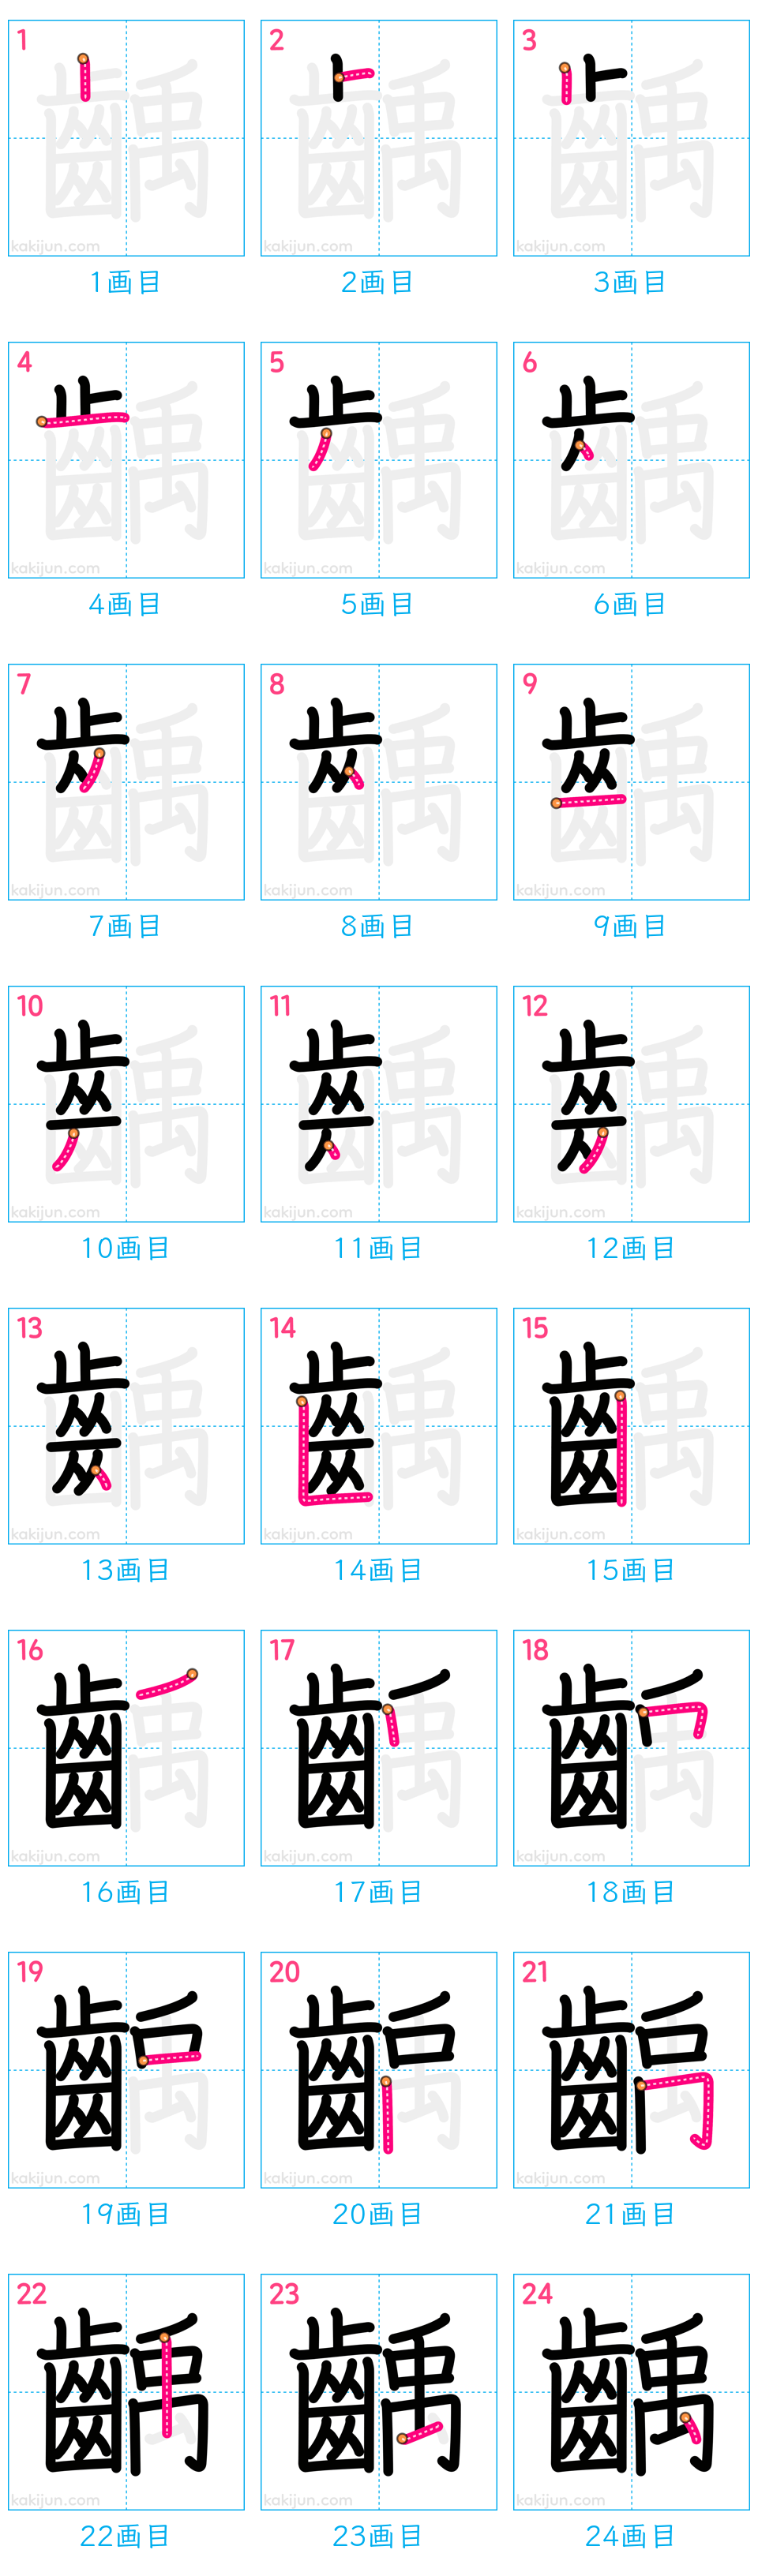 1 2 3
kakijun.com kakijun.com kakijun.com
1画目 2画目 3画目
4 5 6
kakijun.com kakijun.com kakijun.com
4画目 5画目 6画目
7 8 9
kakijun.com kakijun.com kakijun.com
7画目 8画目 9画目
10 11 12
kakijun.com kakijun.com kakijun.com
10画目 11画目 12画目
13 14 15
kakijun.com kakijun.com kakijun.com
13画目 14画目 15画目
16 17 18
kakijun.com kakijun.com kakijun.com
16画目 17画目 18画目
19 20 21
kakijun.com kakijun.com kakijun.com
19画目 20画目 21画目
22 23 24
齲
kakijun.com kakijun.com kakijun.com
22画目 23画目 24画目